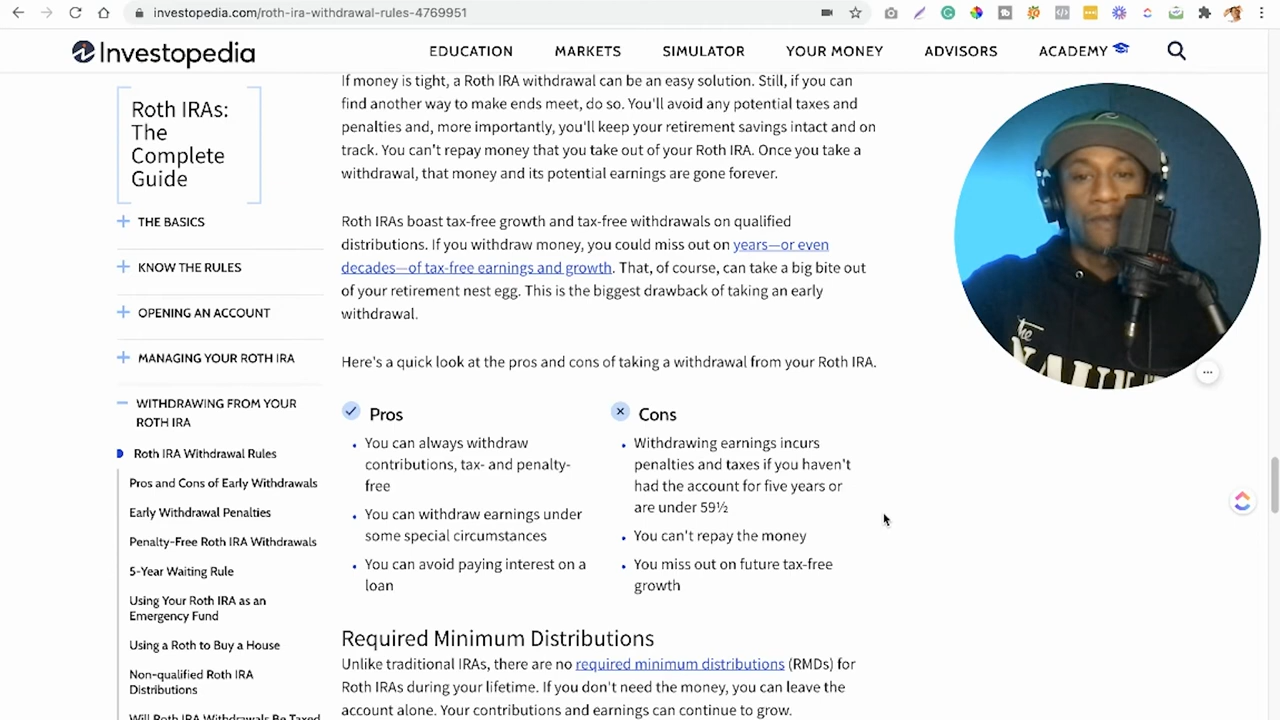 investopedia.com/roth-ira-withdrawal-rules-4769951
Investopedia
EDUCATION
MARKETS
SIMULATOR
YOUR MONEY
ADVISORS
ACADEMY
Roth IRAs:
The
Complete
Guide
THE BASICS
KNOW THE RULES
OPENING AN ACCOUNT
MANAGING YOUR ROTH IRA
WITHDRAWING FROM YOUR
ROTH IRA
Roth IRA Withdrawal Rules
Pros and Cons of Early Withdrawals
Early Withdrawal Penalties
Penalty-Free Roth IRA Withdrawals
5-Year Waiting Rule
Using Your Roth IRA as an
Emergency Fund
Using a Roth to Buy a House
Non-qualified Roth IRA
Distributions
Will Roth IRA Withdrawals Be Taxed
If money is tight, a Roth IRA withdrawal can be an easy solution. Still, if you can
find another way to make ends meet, do so. You'll avoid any potential taxes and
penalties and, more importantly, you'll keep your retirement savings intact and on
track. You can't repay money that you take out of your Roth IRA. Once you take a
withdrawal, that money and its potential earnings are gone forever.
Roth IRAs boast tax-free growth and tax-free withdrawals on qualified
distributions. If you withdraw money, you could miss out on years—or even
decades—of tax-free earnings and growth. That, of course, can take a big bite out
of your retirement nest egg. This is the biggest drawback of taking an early
withdrawal.
Here's a quick look at the pros and cons of taking a withdrawal from your Roth IRA.
Pros
You can always withdraw
contributions, tax- and penalty-
free
You can withdraw earnings under
some special circumstances
You can avoid paying interest on a
loan
Cons
Withdrawing earnings incurs
penalties and taxes if you haven't
had the account for five years or
are under 59½
You can't repay the money
You miss out on future tax-free
growth
Required Minimum Distributions
Unlike traditional IRAs, there are no required minimum distributions (RMDs) for
Roth IRAs during your lifetime. If you don't need the money, you can leave the
account alone. Your contributions and earnings can continue to grow.
The